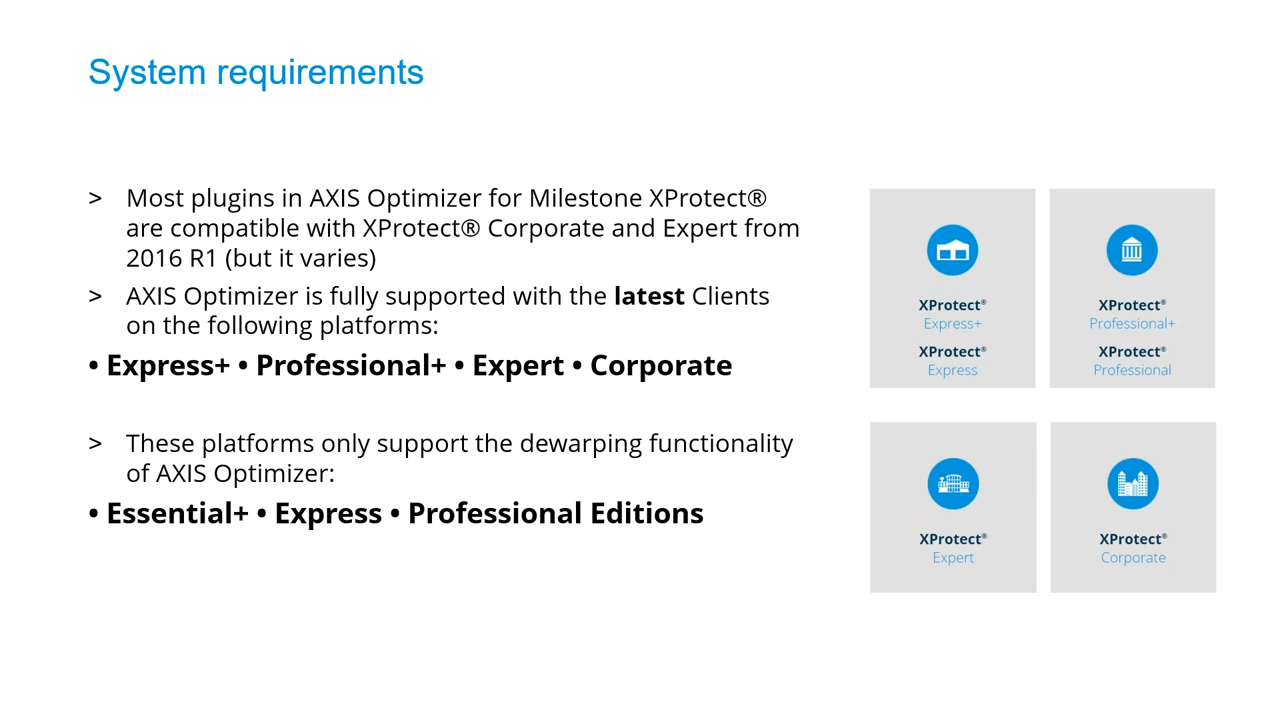 System requirements
> Most plugins in AXIS Optimizer for Milestone XProtect®
are compatible with XProtect® Corporate and Expert from
2016 R1 (but it varies)
> AXIS Optimizer is fully supported with the latest Clients
on the following platforms:
• Express+ • Professional+ • Expert • Corporate
> These platforms only support the dewarping functionality
of AXIS Optimizer:
• Essential+ • Express • Professional Editions
XProtect®
Express+
XProtect®
Express
XProtect®
Professional+
XProtect®
Professional
XProtect®
Expert
XProtect®
Corporate